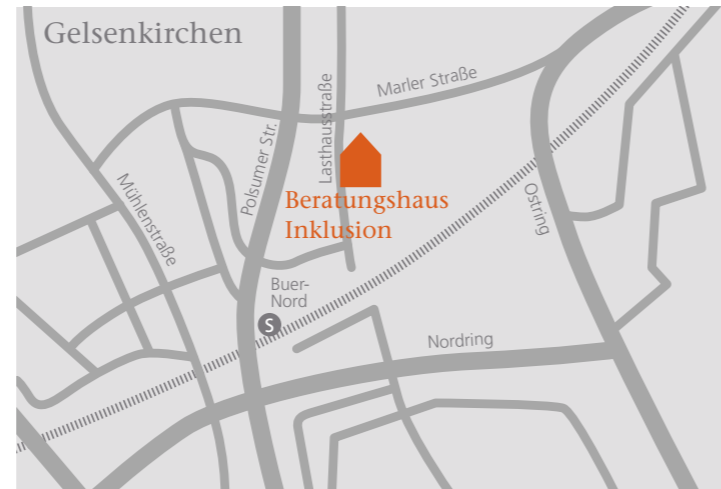 Gelsenkirchen
Marler Straße
Lasthausstraße
Polsumer Str.
Mühlenstraße
Beratungshaus
Inklusion
Ostring
Buer-
Nord
S
Nordring